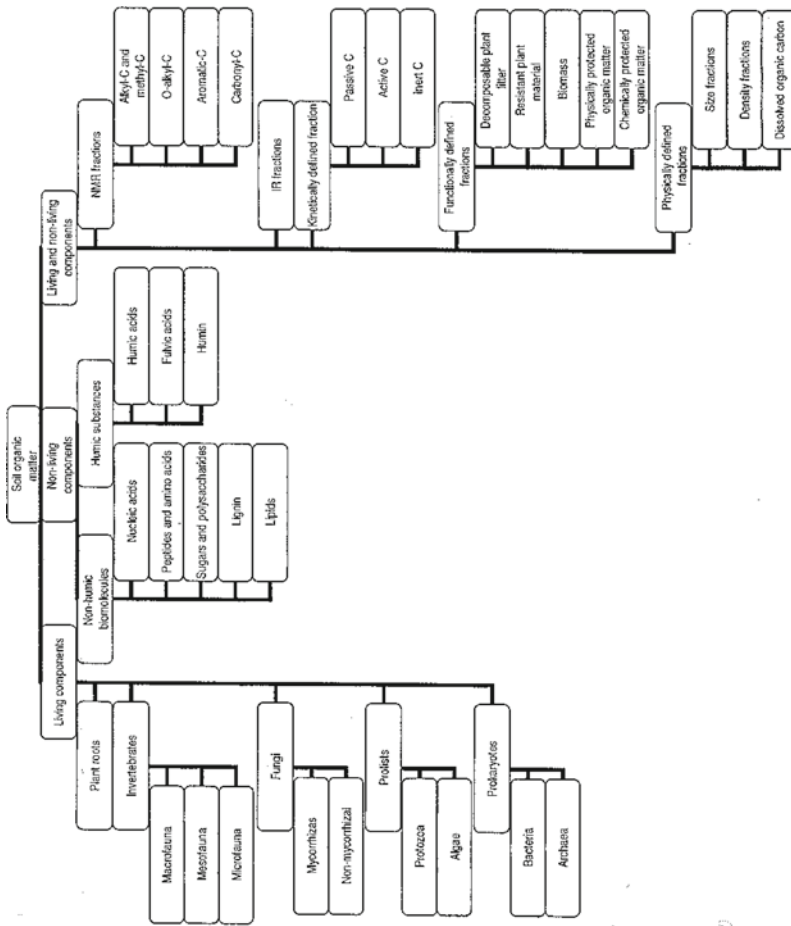 Soil organic
matter
Living components
Plant roots
Invertebrates
Macrofauna
Mesofauna
Microfauna
Fungi
Mycorrhizas
Non-mycorrhizal
Prolists
Protozoa
Algae
Prokaryotes
Bacteria
Archaea
Non-living
components
Non-humic
biomolecules
Nucleic acids
Peptides and amino acids
Sugars and polysaccharides
Lignin
Lipids
Humic substances
Humic acids
Fulvic acids
Humin
Living and non-living
components
NMR fractions
Alkyl-C and
methyl-C
O-alkyl-C
Aromatic-C
Carbonyl-C
IR fractions
Kinetically defined fraction
Passive C
Active C
Inert C
Functionally defined
fractions
Decomposable plant
litter
Resistant plant
material
Biomass
Physically protected
organic matter
Chemically protected
organic matter
Physically defined
fractions
Size fractions
Density fractions
Dissolved organic carbon